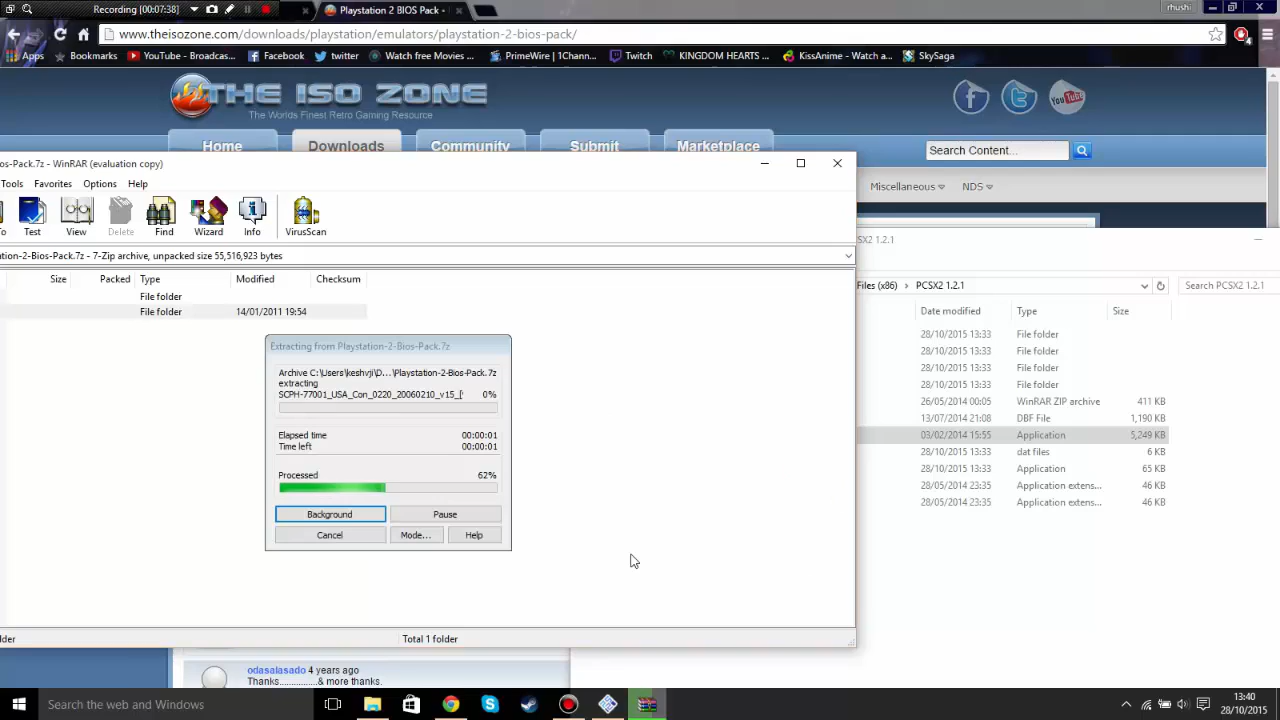 Recording [00:07:38]
Playstation 2 BIOS Pack -
rhushi
www.theisozone.com/downloads/playstation/emulators/playstation-2-bios-pack/
Apps
Bookmarks
YouTube - Broadcas...
Facebook
twitter
Watch free Movies ...
PrimeWire | 1Chann...
Twitch
KINGDOM HEARTS ...
KissAnime - Watch a...
SkySaga
THE ISO ZONE
The Worlds Finest Retro Gaming Resource
You Tube
Home
Downloads
Community
Submit
Marketplace
Search Content...
Miscellaneous
NDS
os-Pack.7z - WinRAR (evaluation copy)
Tools
Favorites
Options
Help
Test
View
Delete
Find
Wizard
Info
VirusScan
tion-2-Bios-Pack.7z - 7-Zip archive, unpacked size 55,516,923 bytes
Size
Packed
Type
Modified
Checksum
File folder
File folder
14/01/2011 19:54
Extracting from Playstation-2-Bios-Pack.7z
Archive C:\Users\keshvji\D...\Playstation-2-Bios-Pack.7z
extracting
SCPH-77001_USA_Con_0220_20060210_v15_[
0%
Elapsed time
00:00:01
Time left
00:00:01
Processed
62%
Background
Pause
Cancel
Mode...
Help
lder
Total 1 folder
CSX2 1.2.1
Files (x86)
PCSX2 1.2.1
Search PCSX2 1.2.1
Date modified
Type
Size
28/10/2015 13:33
File folder
28/10/2015 13:33
File folder
28/10/2015 13:33
File folder
28/10/2015 13:33
File folder
26/05/2014 00:05
WinRAR ZIP archive
411 KB
13/07/2014 21:08
DBF File
1,190 KB
03/02/2014 15:55
Application
5,249 KB
28/10/2015 13:33
dat files
6 KB
28/10/2015 13:33
Application
65 KB
28/05/2014 23:35
Application extens...
46 KB
28/05/2014 23:35
Application extens...
46 KB
odasalasado 4 years ago
Thanks...............& more thanks.
Search the web and Windows
13:40
28/10/2015